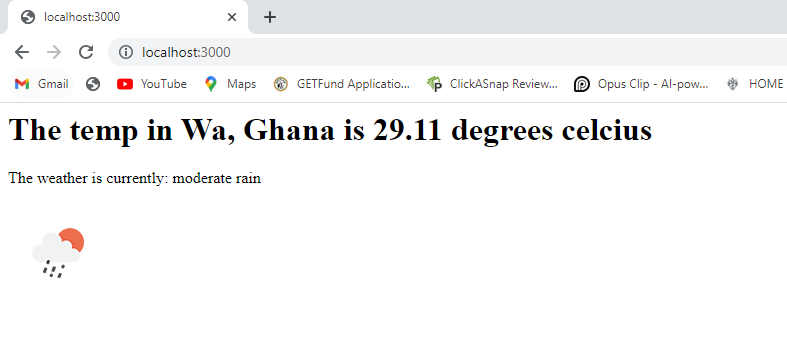 localhost:3000
localhost:3000
Gmail YouTube Maps GETFund Applicatio... ClickASnap Review... Opus Clip - AI-pow... HOME
The temp in Wa, Ghana is 29.11 degrees celcius
The weather is currently: moderate rain